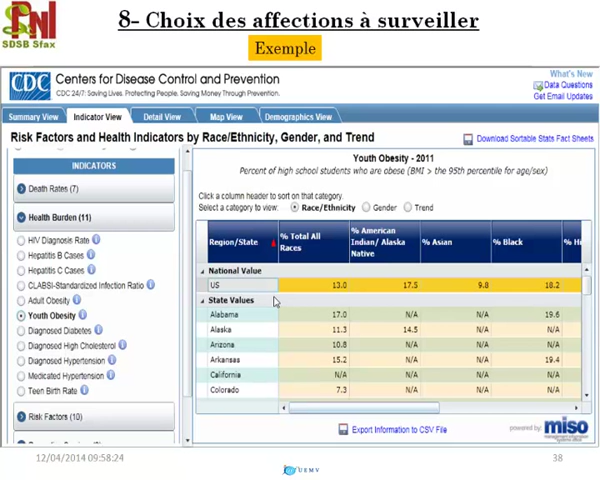 PNI
SDSB Sfax
8- Choix des affections à surveiller
Exemple
CDC
Centers for Disease Control and Prevention
CDC 24/7: Saving Lives. Protecting People. Saving Money Through Prevention.
What's New
Data Questions
Get Email Updates
Summary View
Indicator View
Detail View
Map View
Demographics View
Risk Factors and Health Indicators by Race/Ethnicity, Gender, and Trend
Download Sortable Stats Fact Sheets
INDICATORS
Death Rates (7)
Health Burden (11)
HIV Diagnosis Rate
Hepatitis B Cases
Hepatitis C Cases
CLABSI-Standardized Infection Ratio
Adult Obesity
Youth Obesity
Diagnosed Diabetes
Diagnosed High Cholesterol
Diagnosed Hypertension
Medicated Hypertension
Teen Birth Rate
Risk Factors (10)
Youth Obesity - 2011
Percent of high school students who are obese (BMI > the 95th percentile for age/sex)
Click a column header to sort on that category.
Select a category to view: Race/Ethnicity Gender Trend
Region/State % Total All Races % American Indian/ Alaska Native % Asian % Black % Hi
National Value
US 13.0 17.5 9.8 18.2
State Values
Alabama 17.0 N/A N/A 19.6
Alaska 11.3 14.5 N/A N/A
Arizona 10.8 N/A N/A N/A
Arkansas 15.2 N/A N/A 19.4
California N/A N/A N/A N/A
Colorado 7.3 N/A N/A N/A
Export Information to CSV File
powered by: miso
12/04/2014 09:58:24
38
UEMV